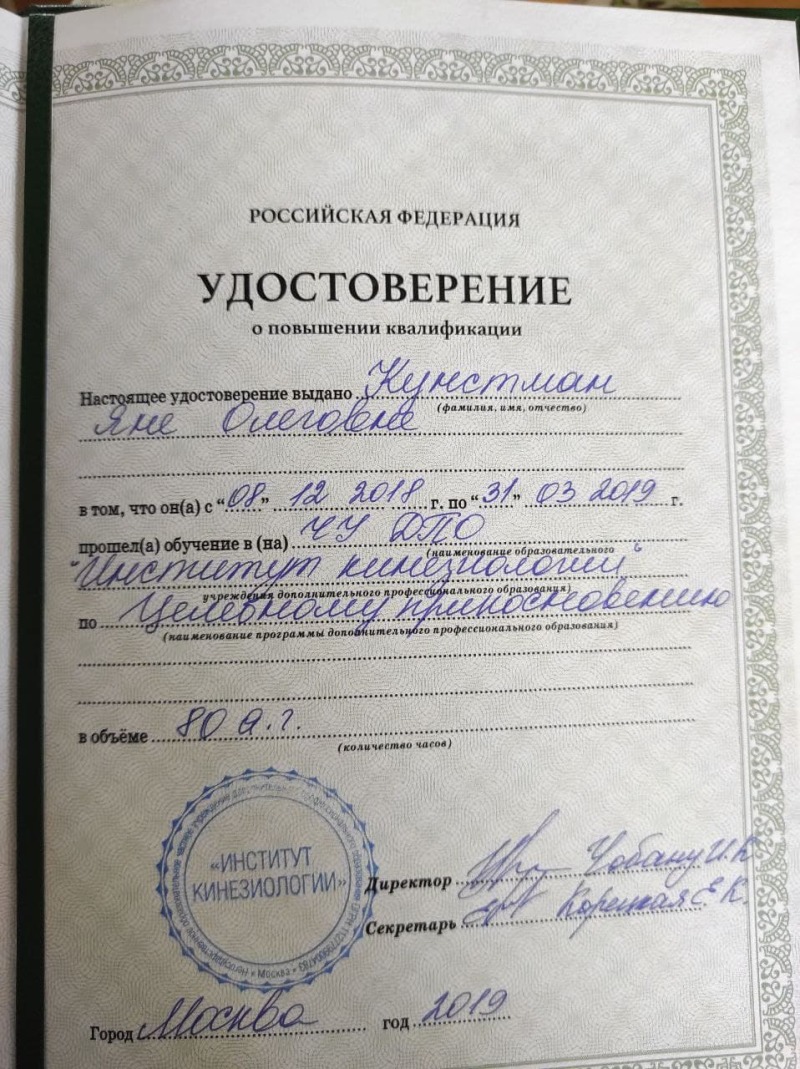 РОССИЙСКАЯ ФЕДЕРАЦИЯ
УДОСТОВЕРЕНИЕ
о повышении квалификации
Настоящее удостоверение выдано Кунстман
(фамилия, имя, отчество)
Яне Олеговне
в том, что он(а) с "08" 12 2018 г. по "31" 03 2019 г.
прошел(а) обучение в (на) ЧУ ДПО
(наименование образовательного
"Институт кинезиологии"
учреждения дополнительного профессионального образования)
по Целебному прикосновению
(наименование программы дополнительного профессионального образования)
в объёме 80 а.г.
(количество часов)
«ИНСТИТУТ
КИНЕЗИОЛОГИИ»
Москва
Директор Чобану И.К.
Секретарь Корецкая Е.К.
Город Москва год 2019